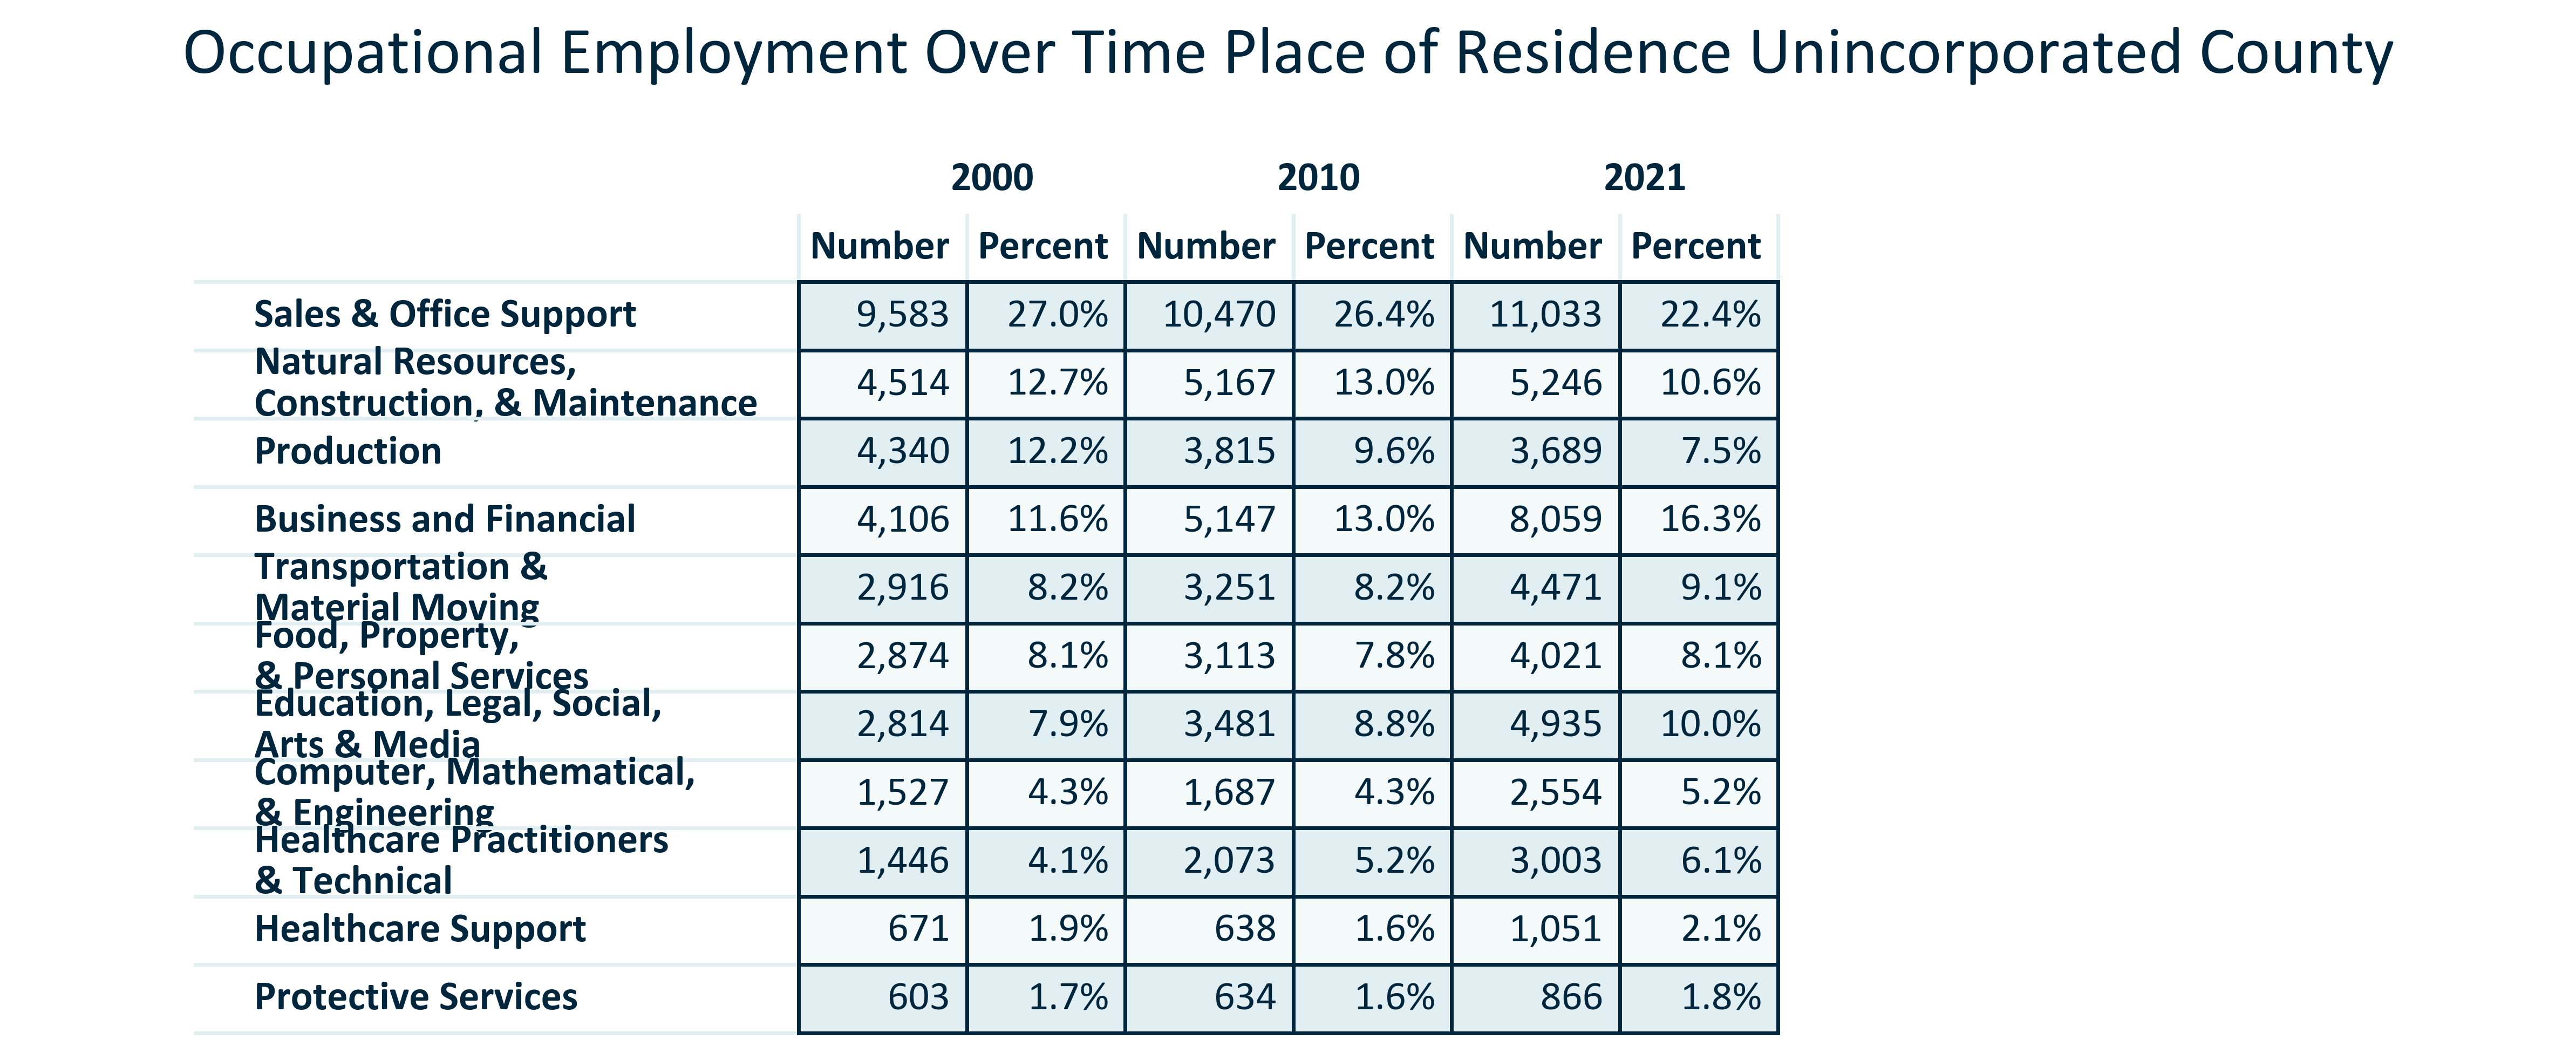 Occupational Employment Over Time Place of Residence Unincorporated County
2000 2010 2021
Number Percent Number Percent Number Percent
Sales & Office Support 9,583 27.0% 10,470 26.4% 11,033 22.4%
Natural Resources,
Construction, & Maintenance 4,514 12.7% 5,167 13.0% 5,246 10.6%
Production 4,340 12.2% 3,815 9.6% 3,689 7.5%
Business and Financial 4,106 11.6% 5,147 13.0% 8,059 16.3%
Transportation &
Material Moving 2,916 8.2% 3,251 8.2% 4,471 9.1%
Food, Property,
& Personal Services 2,874 8.1% 3,113 7.8% 4,021 8.1%
Education, Legal, Social,
Arts & Media 2,814 7.9% 3,481 8.8% 4,935 10.0%
Computer, Mathematical,
& Engineering 1,527 4.3% 1,687 4.3% 2,554 5.2%
Healthcare Practitioners
& Technical 1,446 4.1% 2,073 5.2% 3,003 6.1%
Healthcare Support 671 1.9% 638 1.6% 1,051 2.1%
Protective Services 603 1.7% 634 1.6% 866 1.8%